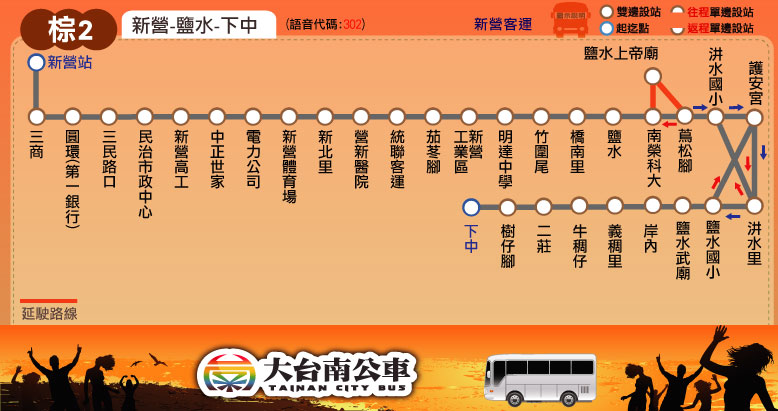 棕2
新營-鹽水-下中
(語音代碼:302)
新營客運
雙邊設站
往程單邊設站
起迄點
返程單邊設站
新營站
鹽水上帝廟
三商
圓環(第一銀行)
三民路口
民治市政中心
新營高工
中正世家
電力公司
新營體育場
新北里
營新醫院
統聯客運
茄苳腳
新營工業區
明達中學
竹圍尾
橋南里
鹽水
南榮科大
蔦松腳
洪水國小
護安宮
下中
樹仔腳
二莊
牛稠仔
義稠里
岸內
鹽水武廟
鹽水國小
洪水里
延駛路線
大台南公車
TAINAN CITY BUS